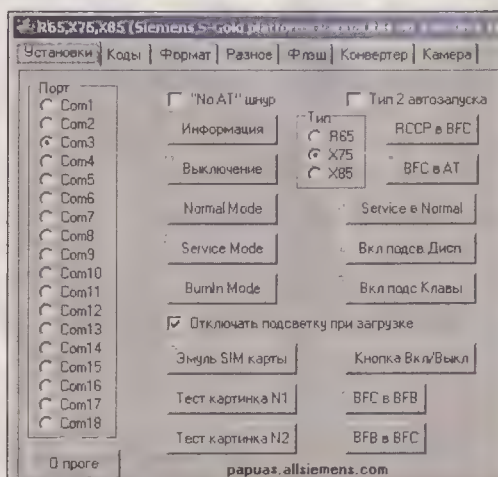 R65,X75,X85 (Siemens S-gold)
Установки Коды Формат Разное Флэш Конвертер Камера
Порт
Com1
Com2
Com3
Com4
Com5
Com6
Com7
Com8
Com9
Com10
Com11
Com12
Com13
Com14
Com15
Com16
Com17
Com18
О проге
"No AT" шнур
Тип 2 автозапуска
Информация
Тип
R65
X75
X85
RCCP в BFC
Выключение
BFC в AT
Normal Mode
Service в Normal
Service Mode
Вкл подсв Дисп
BurnIn Mode
Вкл подс Клавы
Отключать подсветку при загрузке
Эмуль SIM карты
Кнопка Вкл/Выкл
Тест картинка N1
BFC в BFB
Тест картинка N2
BFB в BFC
papuas.allsiemens.com